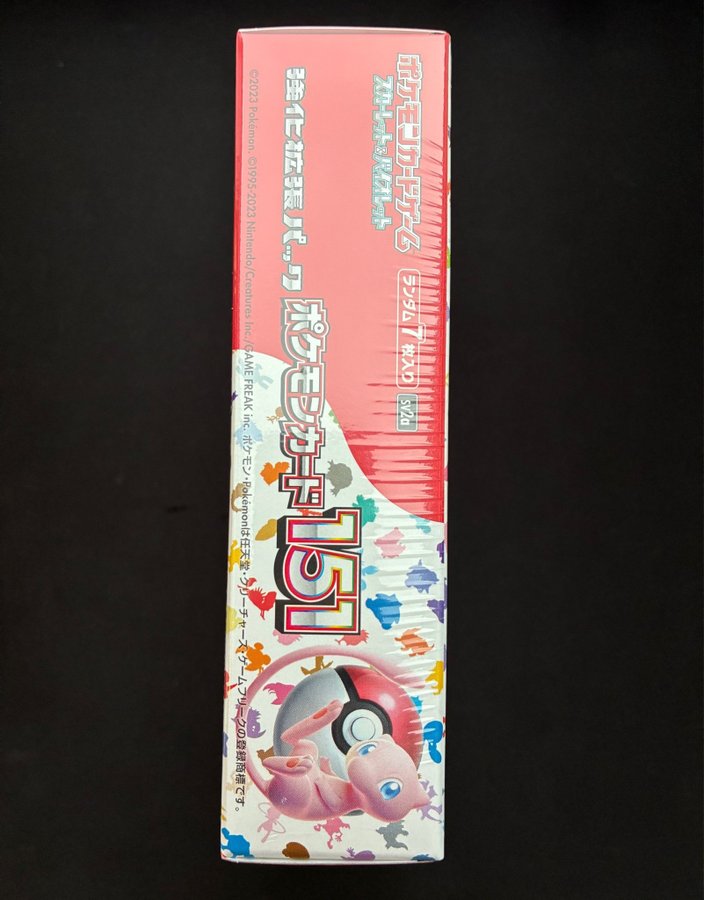 ポケモンカードゲーム
スカーレット&バイオレット
ランダム7枚入り
SV2a
強化拡張パック
ポケモンカード151
©2023 Pokémon. ©1995-2023 Nintendo/Creatures Inc./GAME FREAK inc. ポケモン・Pokémonは任天堂・クリーチャーズ・ゲームフリークの登録商標です。